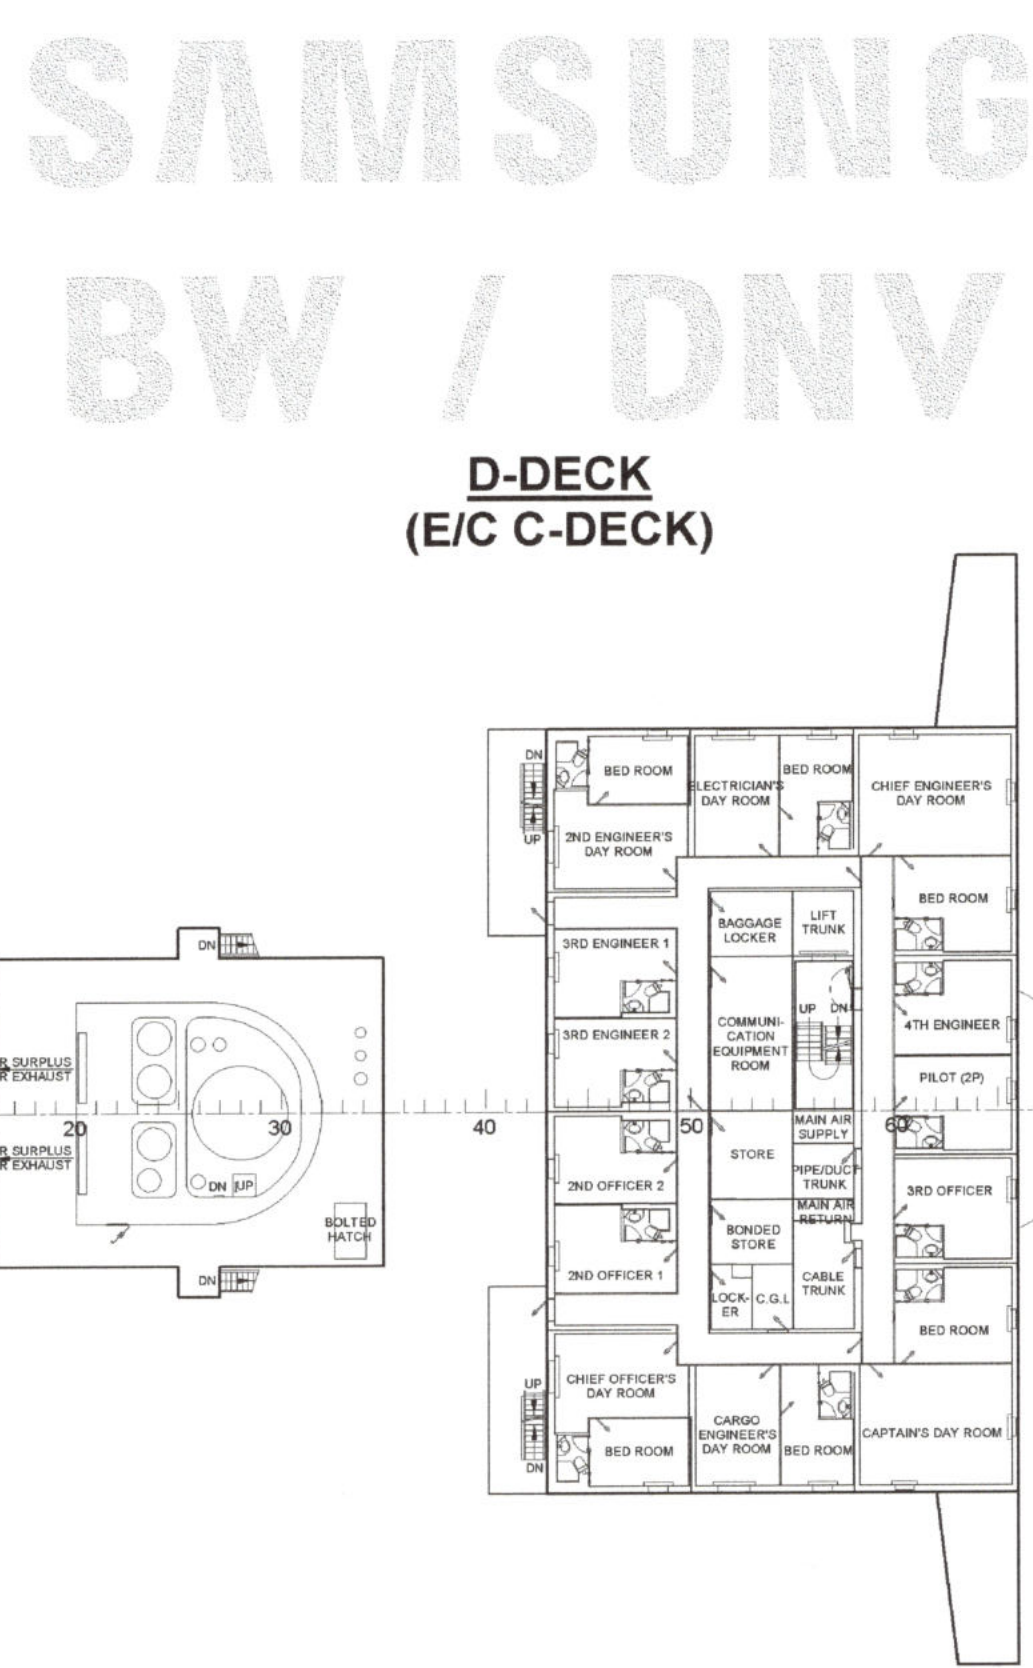 SAMSUNG
BW / DNV
D-DECK
(E/C C-DECK)
DN
UP
BED ROOM
2ND ENGINEER'S
DAY ROOM
ELECTRICIAN'S
DAY ROOM
BED ROOM
CHIEF ENGINEER'S
DAY ROOM
BED ROOM
BAGGAGE
LOCKER
LIFT
TRUNK
3RD ENGINEER 1
DN
3RD ENGINEER 2
COMMUNI-
CATION
EQUIPMENT
ROOM
UP DN
4TH ENGINEER
SURPLUS
EXHAUST
PILOT (2P)
20
30
40
50
60
MAIN AIR
SUPPLY
SURPLUS
EXHAUST
STORE
PIPE/DUCT
TRUNK
DN UP
2ND OFFICER 2
3RD OFFICER
MAIN AIR
RETURN
BOLTED
HATCH
BONDED
STORE
2ND OFFICER 1
DN
CABLE
TRUNK
LOCK-
ER
C.G.L
BED ROOM
UP
CHIEF OFFICER'S
DAY ROOM
CARGO
ENGINEER'S
DAY ROOM
CAPTAIN'S DAY ROOM
BED ROOM
BED ROOM
DN